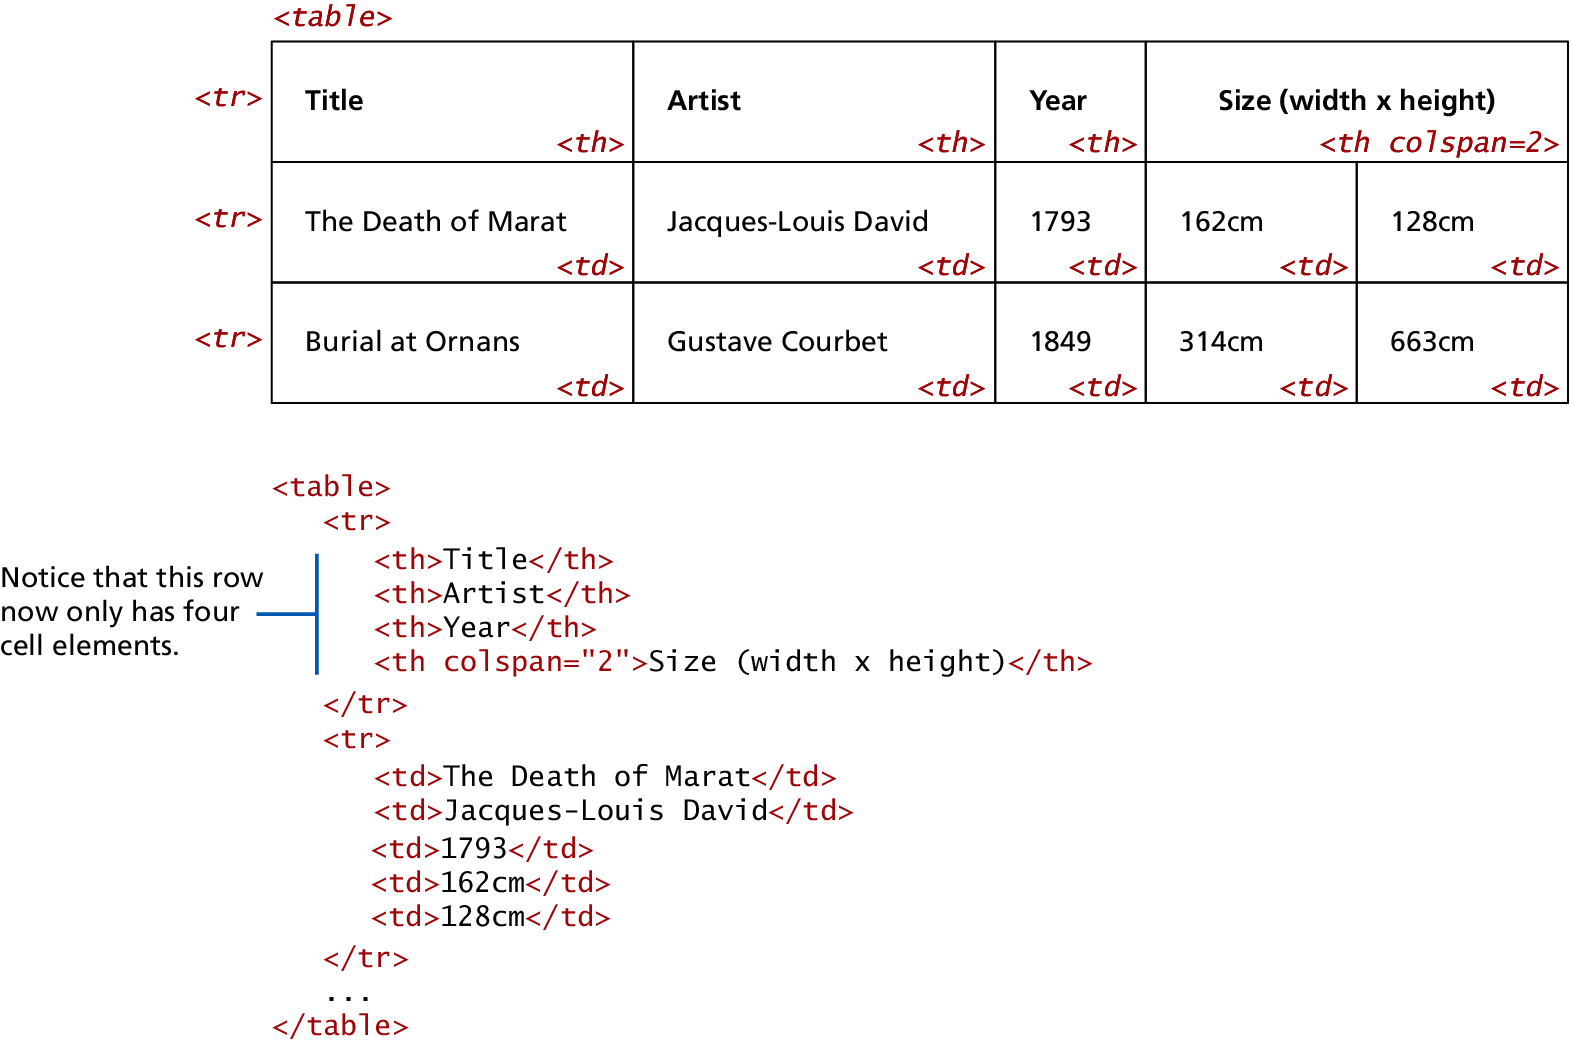 <table>
<tr> Title Artist Year Size (width x height)
<th> <th> <th> <th colspan=2>
<tr> The Death of Marat Jacques-Louis David 1793 162cm 128cm
<td> <td> <td> <td> <td>
<tr> Burial at Ornans Gustave Courbet 1849 314cm 663cm
<td> <td> <td> <td> <td>
<table>
<tr>
<th>Title</th>
<th>Artist</th>
<th>Year</th>
<th colspan="2">Size (width x height)</th>
Notice that this row
now only has four
cell elements.
</tr>
<tr>
<td>The Death of Marat</td>
<td>Jacques-Louis David</td>
<td>1793</td>
<td>162cm</td>
<td>128cm</td>
</tr>
...
</table>